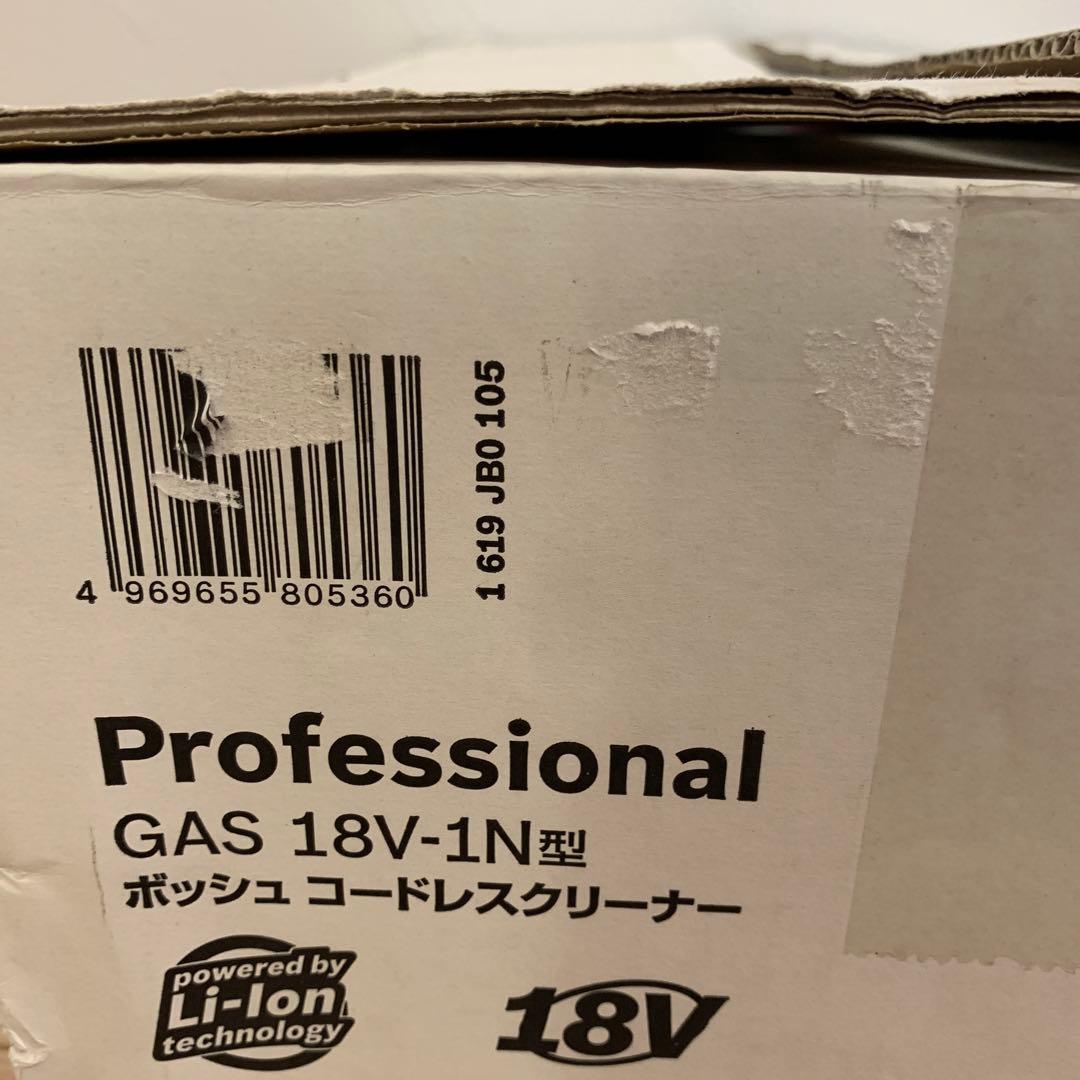 4 969655 805360
1 619 JB0 105
Professional
GAS 18V-1N型
ボッシュ コードレスクリーナー
powered by
Li-Ion
technology
18V